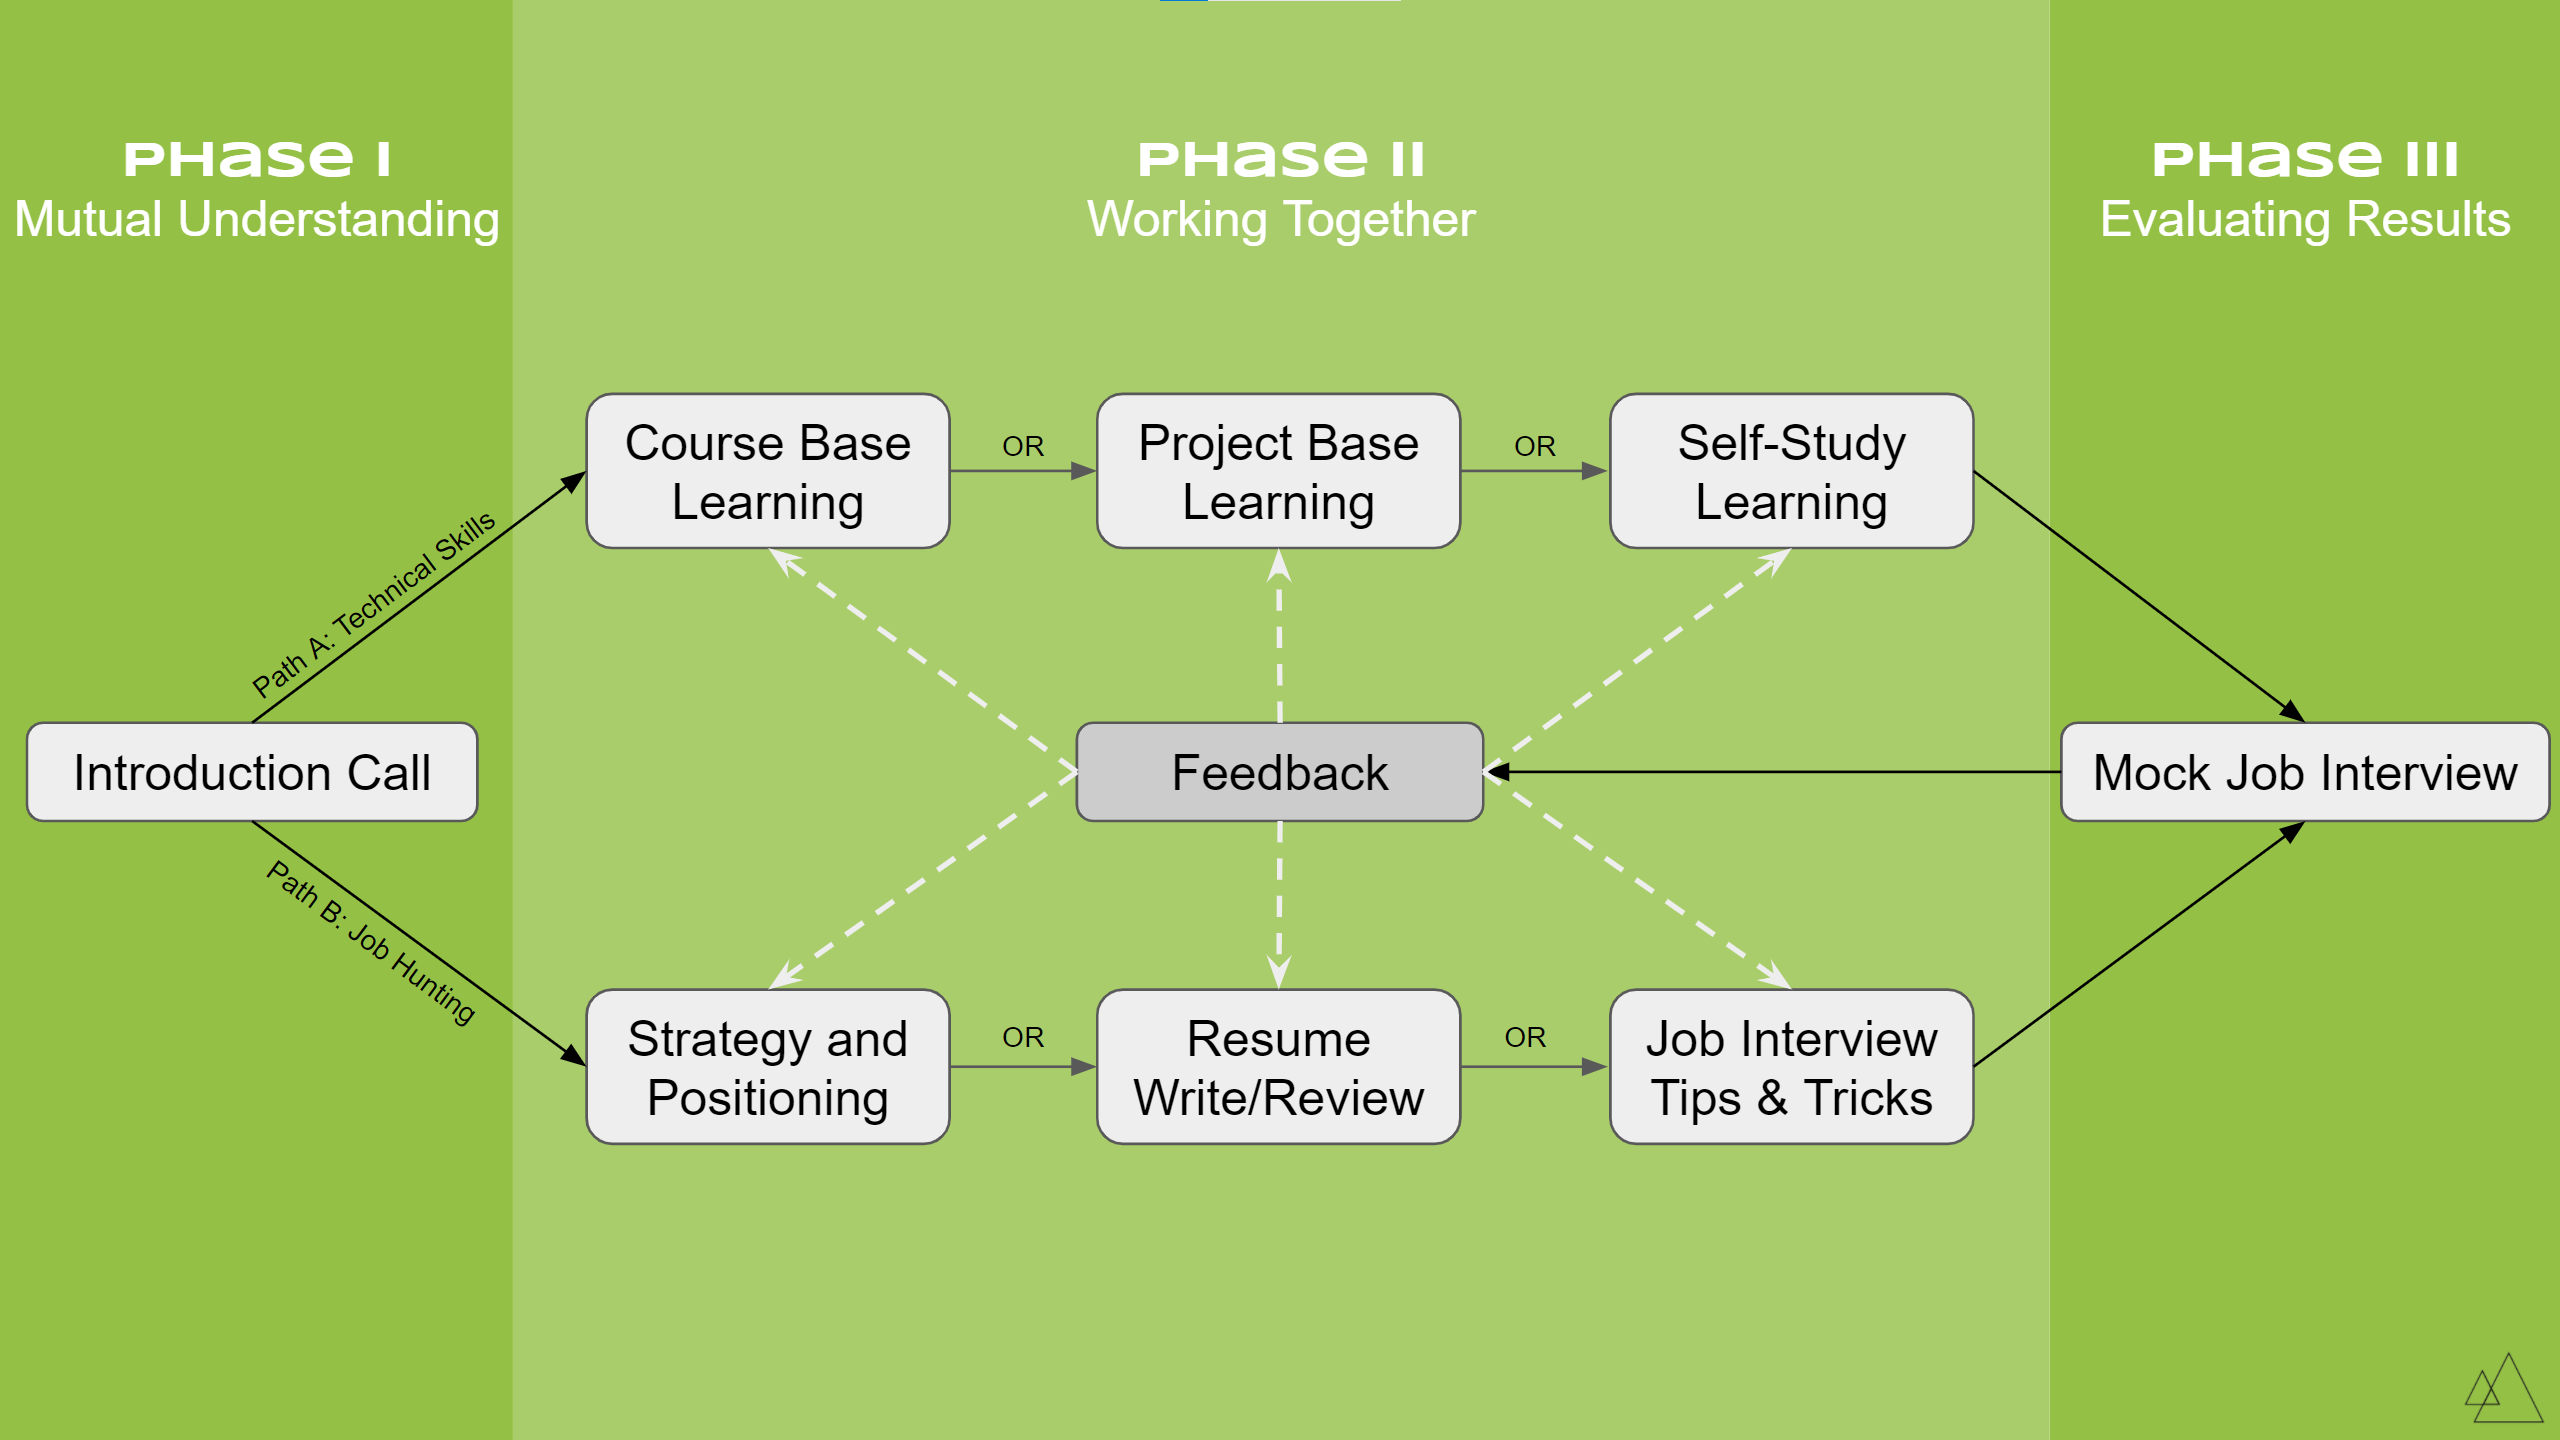 PHASE I
Mutual Understanding
PHASE II
Working Together
PHASE III
Evaluating Results
Course Base
Learning
OR
Project Base
Learning
OR
Self-Study
Learning
Path A: Technical Skills
Introduction Call
Feedback
Mock Job Interview
Path B: Job Hunting
Strategy and
Positioning
OR
Resume
Write/Review
OR
Job Interview
Tips & Tricks